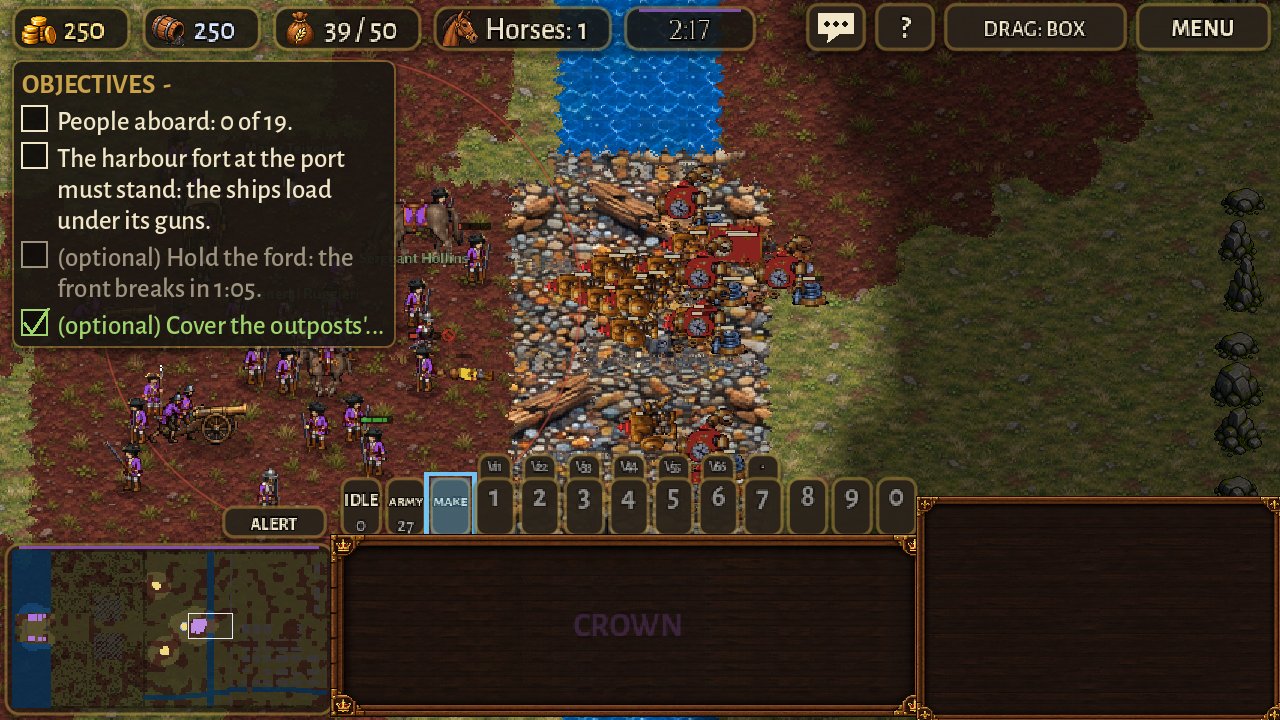 250
250
39/50
Horses: 1
2:17
?
DRAG: BOX
MENU
OBJECTIVES -
People aboard: 0 of 19.
The harbour fort at the port
must stand: the ships load
under its guns.
(optional) Hold the ford: the
front breaks in 1:05.
(optional) Cover the outposts'...
Hollins
ALERT
IDLE
0
ARMY
27
MAKE
1
2
3
4
5
6
7
8
9
0
CROWN